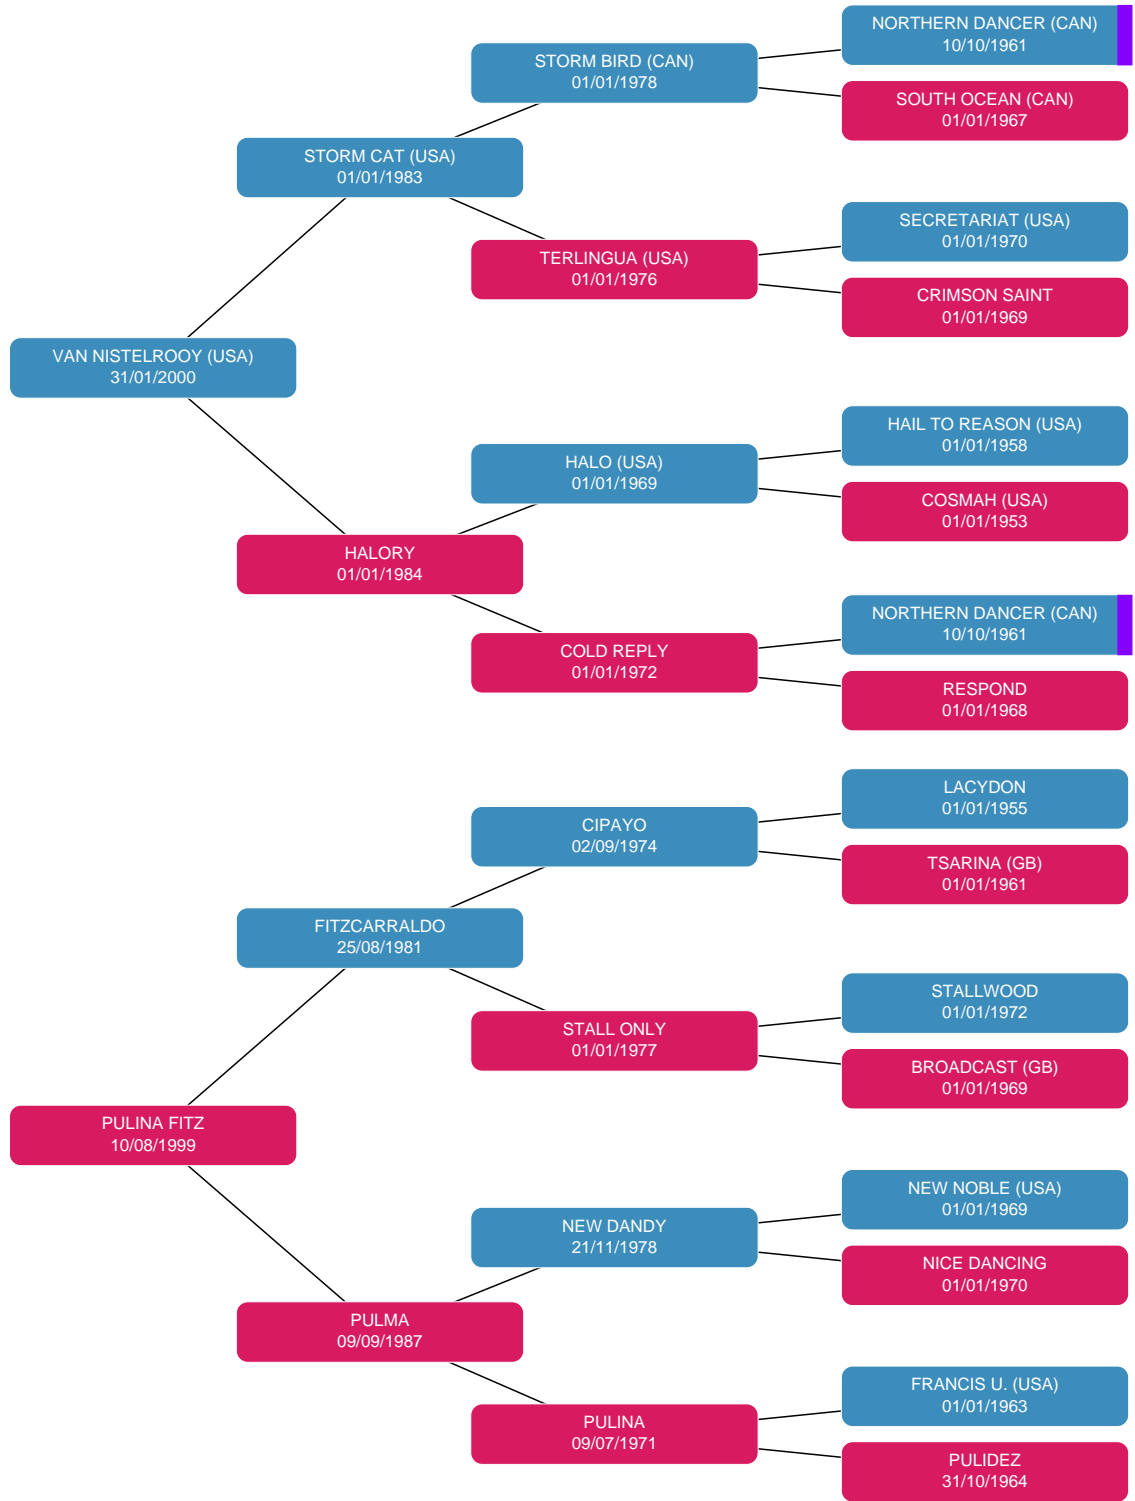 NORTHERN DANCER (CAN)
10/10/1961
STORM BIRD (CAN)
01/01/1978
SOUTH OCEAN (CAN)
01/01/1967
STORM CAT (USA)
01/01/1983
SECRETARIAT (USA)
01/01/1970
TERLINGUA (USA)
01/01/1976
CRIMSON SAINT
01/01/1969
VAN NISTELROOY (USA)
31/01/2000
HAIL TO REASON (USA)
01/01/1958
HALO (USA)
01/01/1969
COSMAH (USA)
01/01/1953
HALORY
01/01/1984
NORTHERN DANCER (CAN)
10/10/1961
COLD REPLY
01/01/1972
RESPOND
01/01/1968
LACYDON
01/01/1955
CIPAYO
02/09/1974
TSARINA (GB)
01/01/1961
FITZCARRALDO
25/08/1981
STALLWOOD
01/01/1972
STALL ONLY
01/01/1977
BROADCAST (GB)
01/01/1969
PULINA FITZ
10/08/1999
NEW NOBLE (USA)
01/01/1969
NEW DANDY
21/11/1978
NICE DANCING
01/01/1970
PULMA
09/09/1987
FRANCIS U. (USA)
01/01/1963
PULINA
09/07/1971
PULIDEZ
31/10/1964